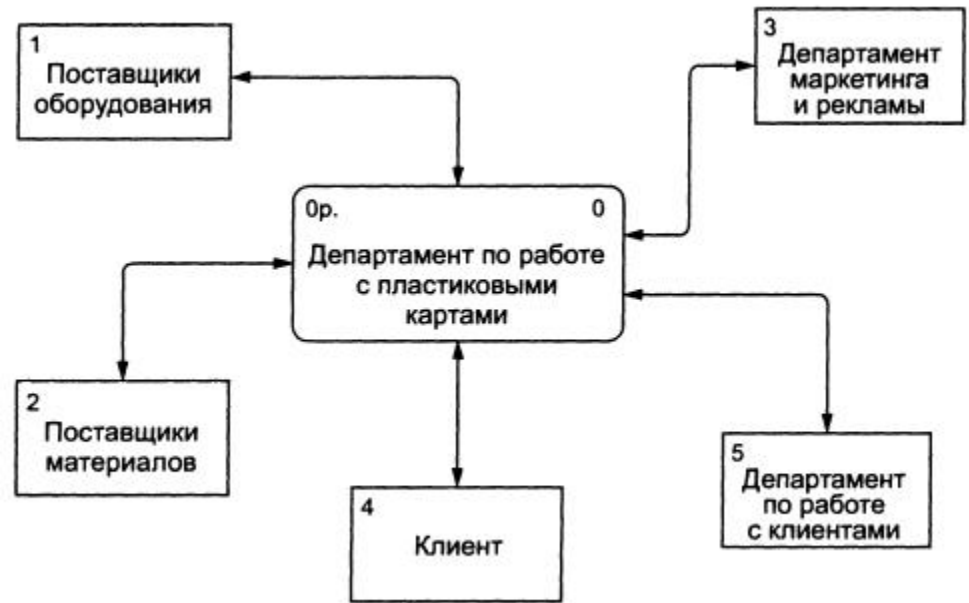 1
Поставщики
оборудования
3
Департамент
маркетинга
и рекламы
0р. 0
Департамент по работе
с пластиковыми
картами
2
Поставщики
материалов
4
Клиент
5
Департамент
по работе
с клиентами